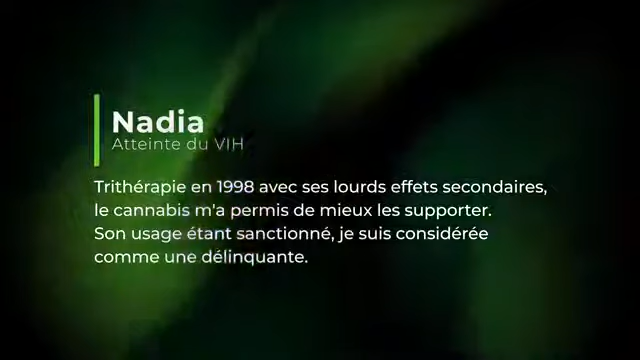 Nadia
Atteinte du VIH
Trithérapie en 1998 avec ses lourds effets secondaires,
le cannabis m'a permis de mieux les supporter.
Son usage étant sanctionné, je suis considérée
comme une délinquante.